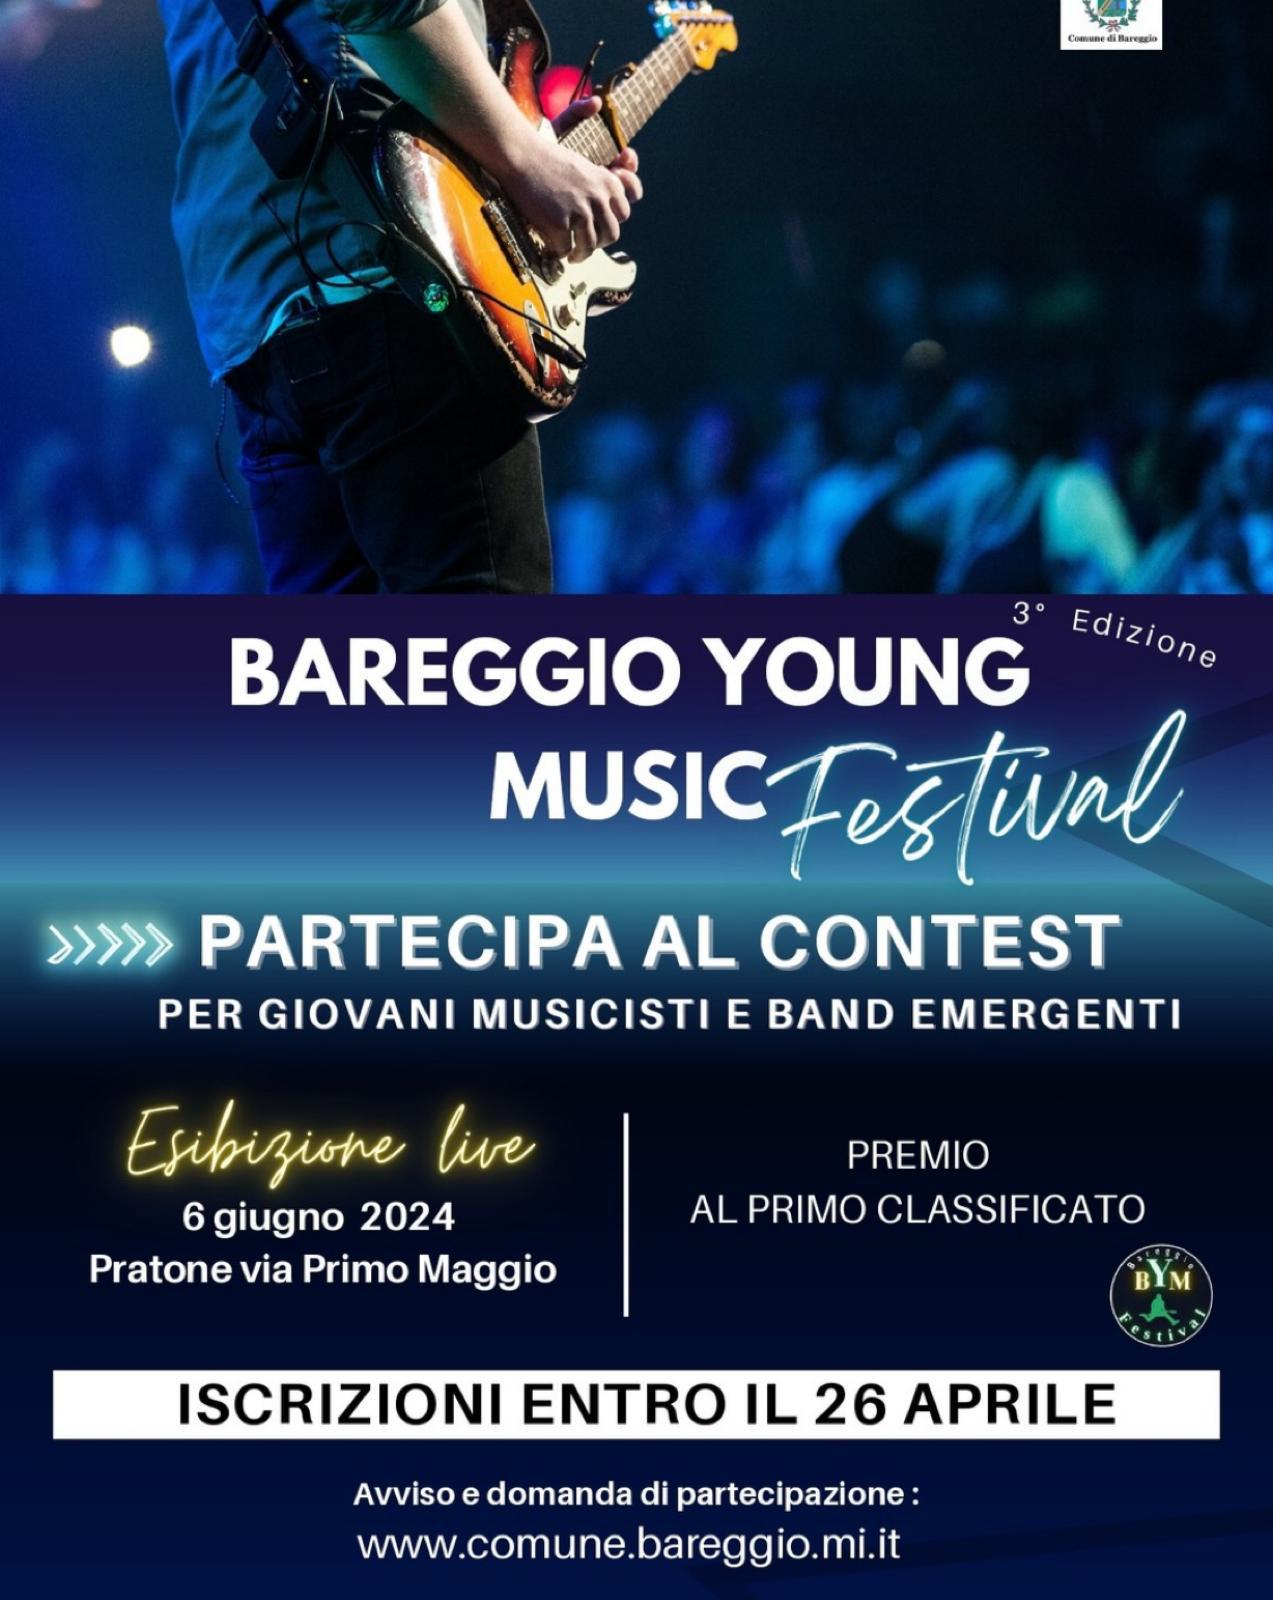 Comune di Bareggio
3° Edizione
BAREGGIO YOUNG
MUSIC Festival
PARTECIPA AL CONTEST
PER GIOVANI MUSICISTI E BAND EMERGENTI
Esibizione live
6 giugno 2024
Pratone via Primo Maggio
PREMIO
AL PRIMO CLASSIFICATO
Bareggio
BYM
Festival
ISCRIZIONI ENTRO IL 26 APRILE
Avviso e domanda di partecipazione :
www.comune.bareggio.mi.it